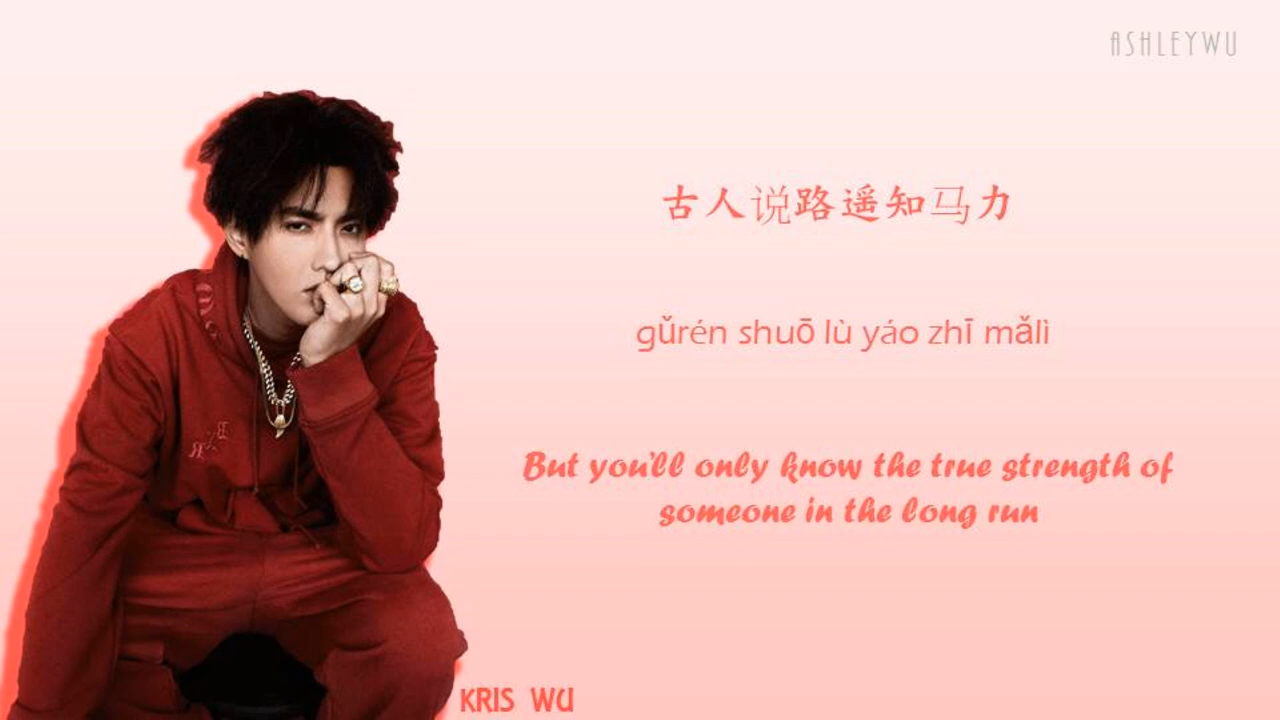 ASHLEYWU
古人说路遥知马力
gǔrén shuō lù yáo zhī mǎlì
But you'll only know the true strength of
someone in the long run
KRIS WU